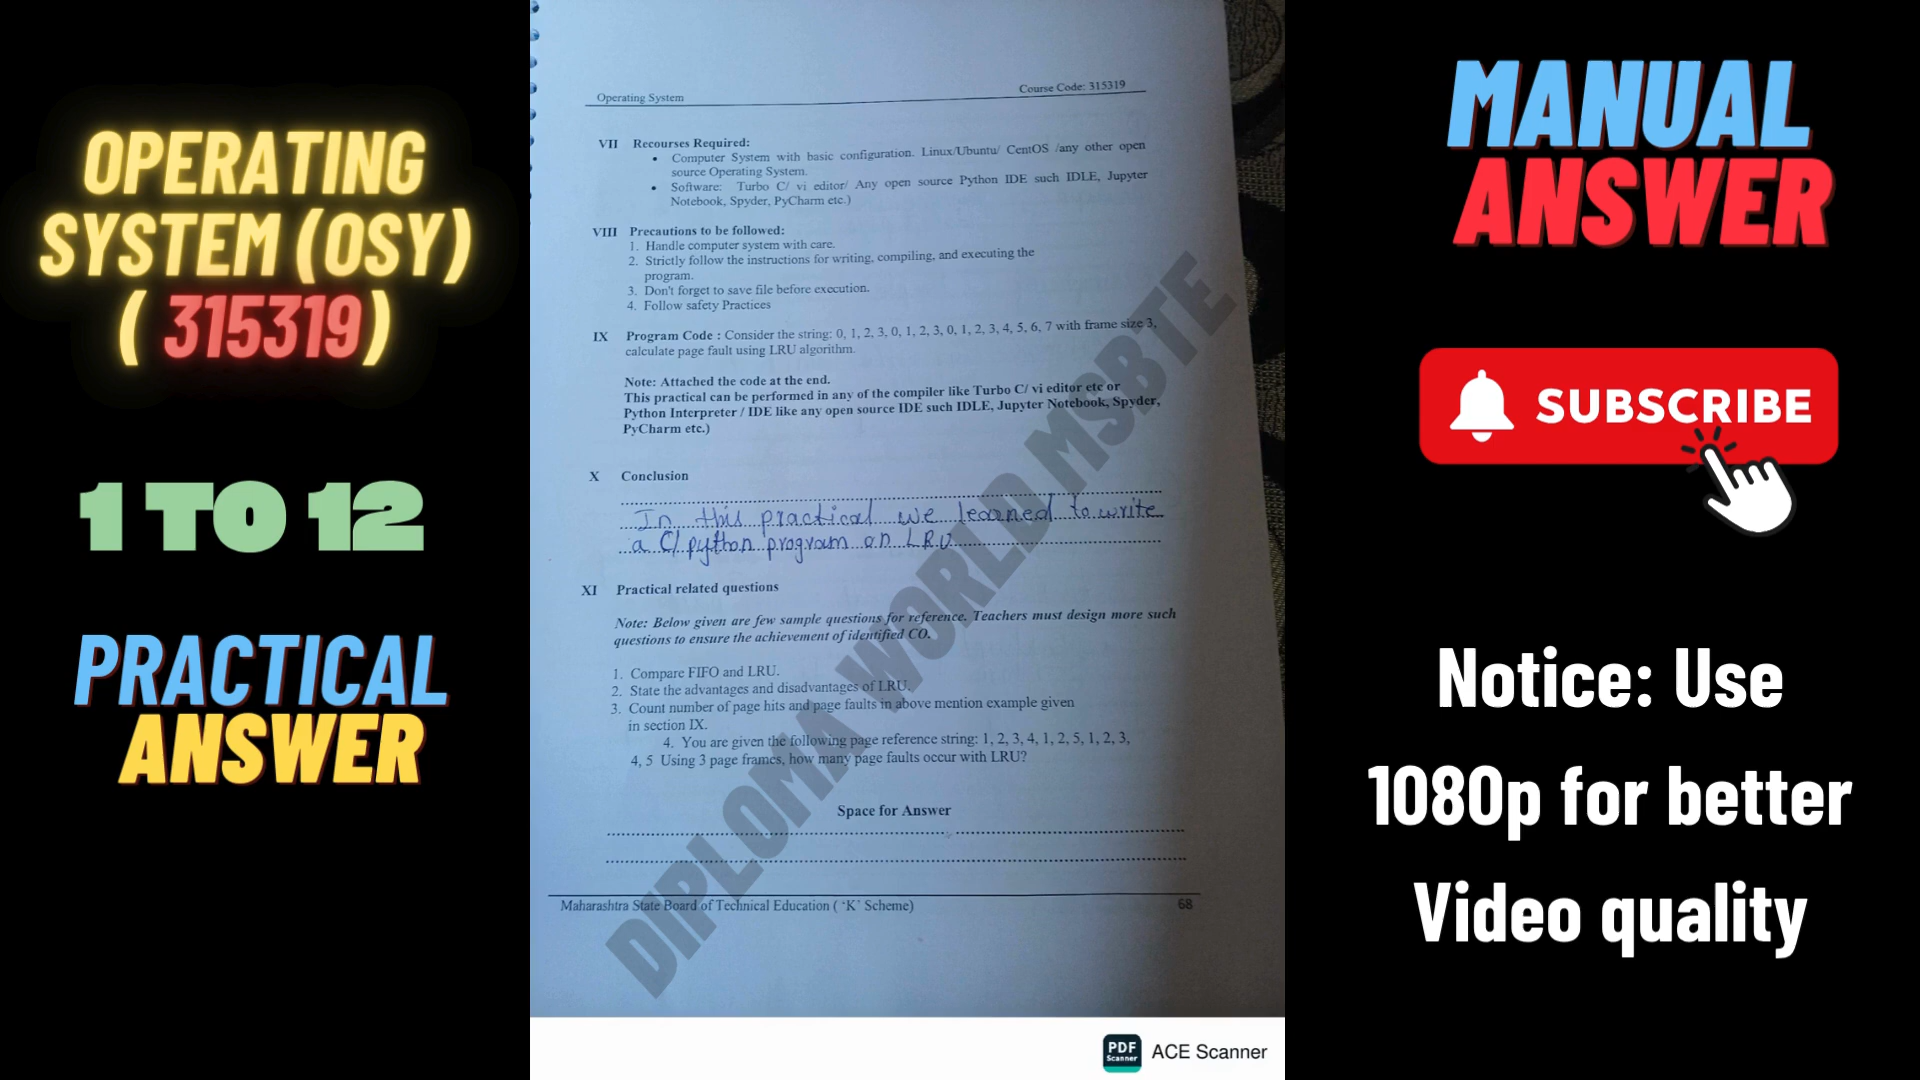 OPERATING
SYSTEM (OSY)
( 315319)
1 TO 12
PRACTICAL
ANSWER
Operating System
Course Code: 315319
VII Recourses Required:
• Computer System with basic configuration. Linux/Ubuntu/ CentOS /any other open
source Operating System.
• Software: Turbo C/ vi editor/ Any open source Python IDE such IDLE, Jupyter
Notebook, Spyder, PyCharm etc.)
VIII Precautions to be followed:
1. Handle computer system with care.
2. Strictly follow the instructions for writing, compiling, and executing the
program.
3. Don't forget to save file before execution.
4. Follow safety Practices
IX Program Code : Consider the string: 0, 1, 2, 3, 0, 1, 2, 3, 0, 1, 2, 3, 4, 5, 6, 7 with frame size 3,
calculate page fault using LRU algorithm.
Note: Attached the code at the end.
This practical can be performed in any of the compiler like Turbo C/ vi editor etc or
Python Interpreter / IDE like any open source IDE such IDLE, Jupyter Notebook, Spyder,
PyCharm etc.)
X Conclusion
In this practical we learned to write
a C/python program on LRU
XI Practical related questions
Note: Below given are few sample questions for reference. Teachers must design more such
questions to ensure the achievement of identified CO.
1. Compare FIFO and LRU.
2. State the advantages and disadvantages of LRU.
3. Count number of page hits and page faults in above mention example given
in section IX.
4. You are given the following page reference string: 1, 2, 3, 4, 1, 2, 5, 1, 2, 3,
4, 5 Using 3 page frames, how many page faults occur with LRU?
Space for Answer
Maharashtra State Board of Technical Education ( 'K' Scheme)
68
DIPLOMA WORLD MSBTE
PDF
Scanner
ACE Scanner
MANUAL
ANSWER
SUBSCRIBE
Notice: Use
1080p for better
Video quality